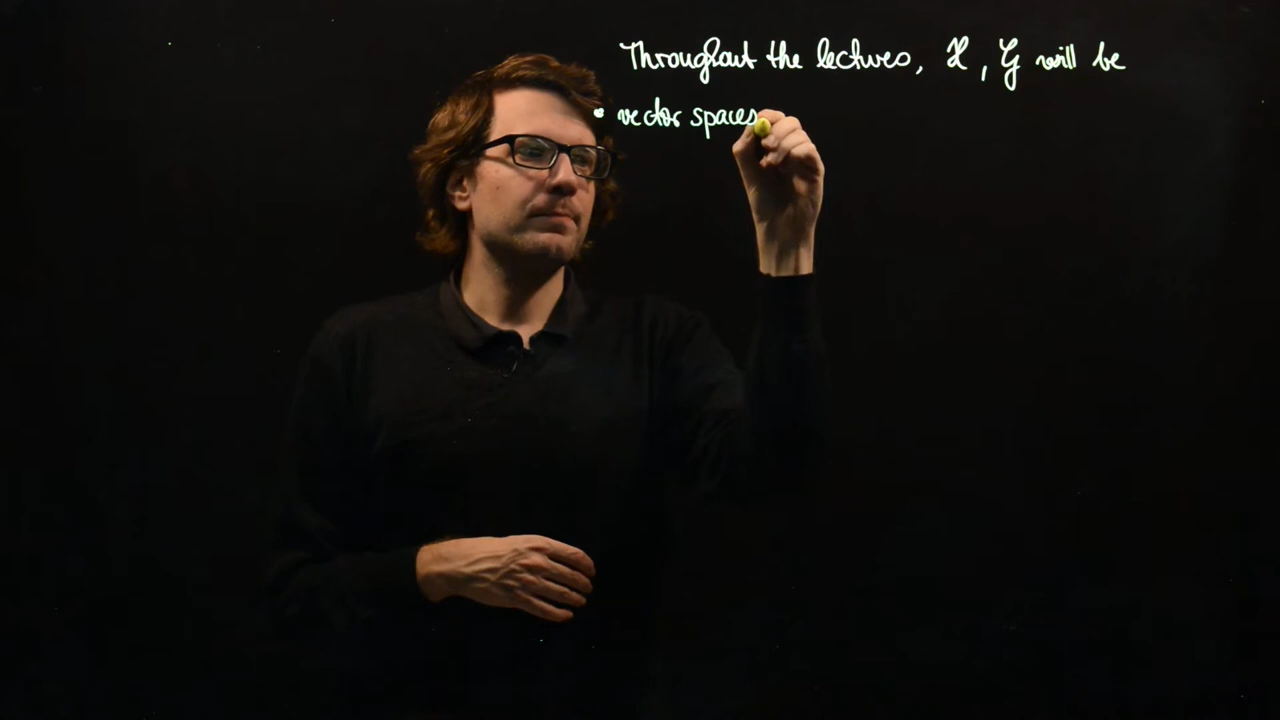 Throughout the lectures, X, Y will be
• vector spaces